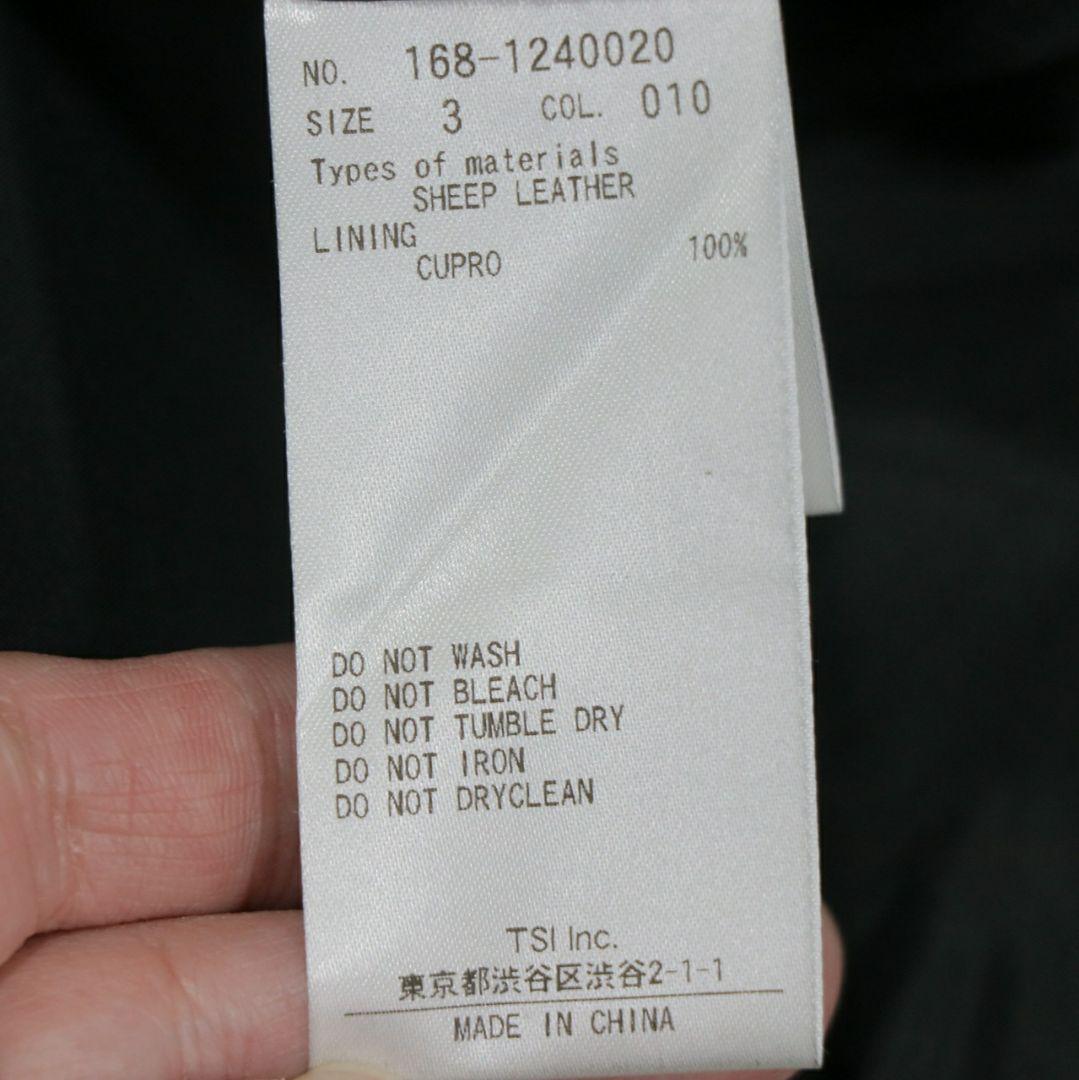 NO. 168-1240020
SIZE 3 COL. 010
Types of materials
SHEEP LEATHER
LINING
CUPRO 100%
DO NOT WASH
DO NOT BLEACH
DO NOT TUMBLE DRY
DO NOT IRON
DO NOT DRYCLEAN
TSI Inc.
東京都渋谷区渋谷2-1-1
MADE IN CHINA